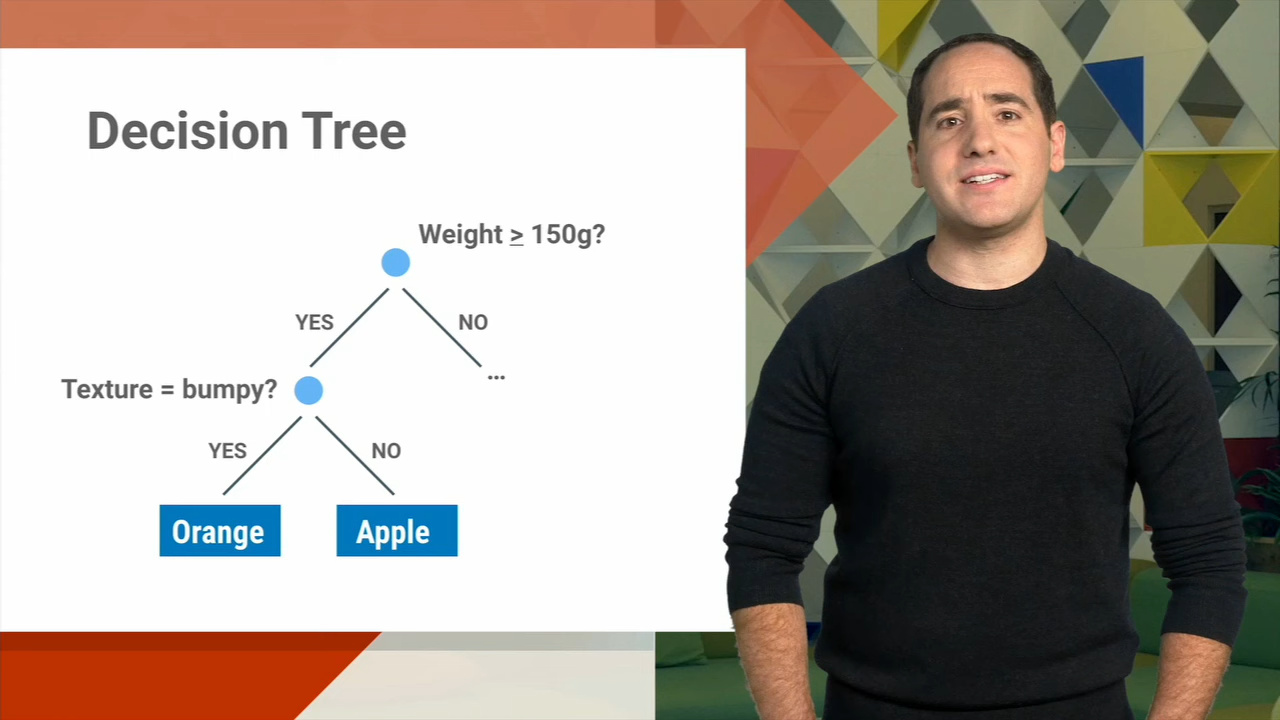 Decision Tree
Weight ≥ 150g?
YES
NO
...
Texture = bumpy?
YES
NO
Orange
Apple